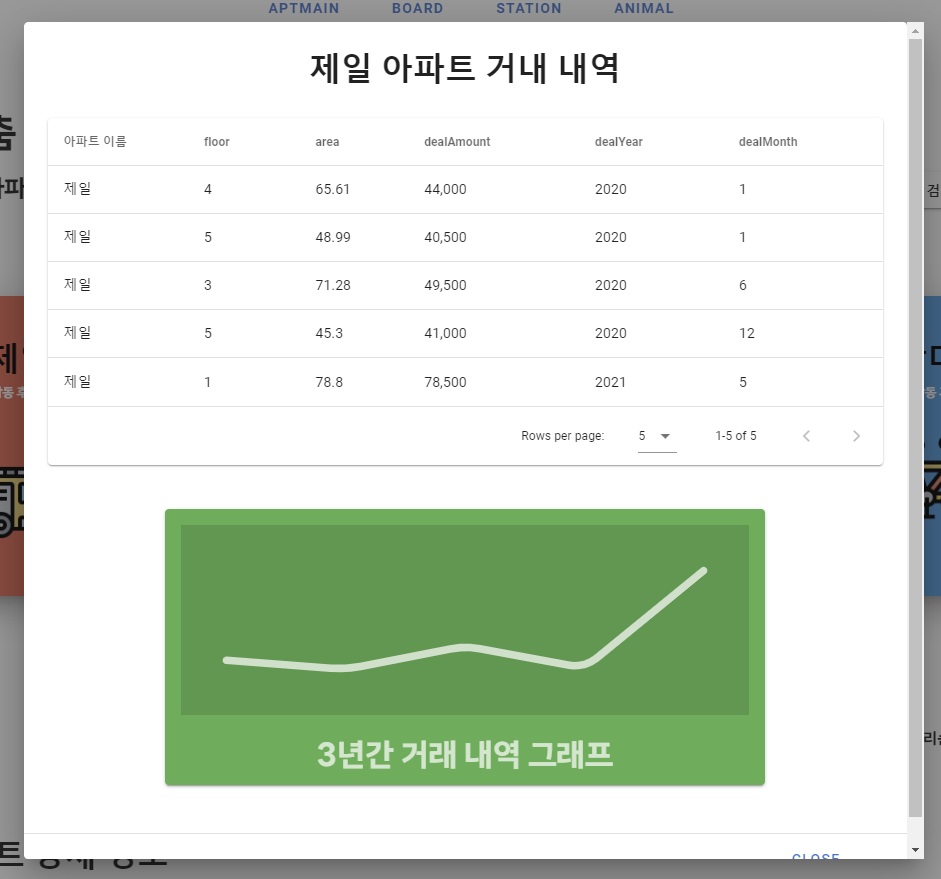 APTMAIN BOARD STATION ANIMAL
제일 아파트 거내 내역
아파트 이름 floor area dealAmount dealYear dealMonth
제일 4 65.61 44,000 2020 1
제일 5 48.99 40,500 2020 1
제일 3 71.28 49,500 2020 6
제일 5 45.3 41,000 2020 12
제일 1 78.8 78,500 2021 5
Rows per page: 5 1-5 of 5
3년간 거래 내역 그래프
CLOSE